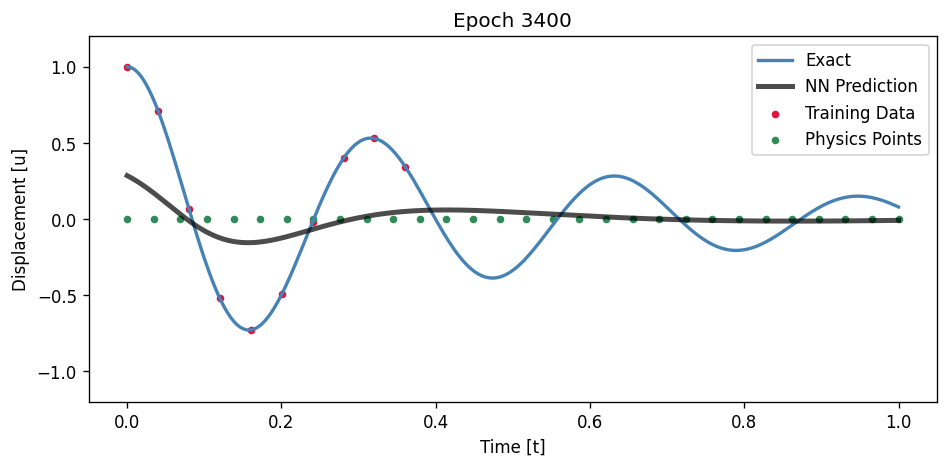 Epoch 3400
Exact
NN Prediction
Training Data
Physics Points
Displacement [u]
1.0
0.5
0.0
−0.5
−1.0
0.0 0.2 0.4 0.6 0.8 1.0
Time [t]